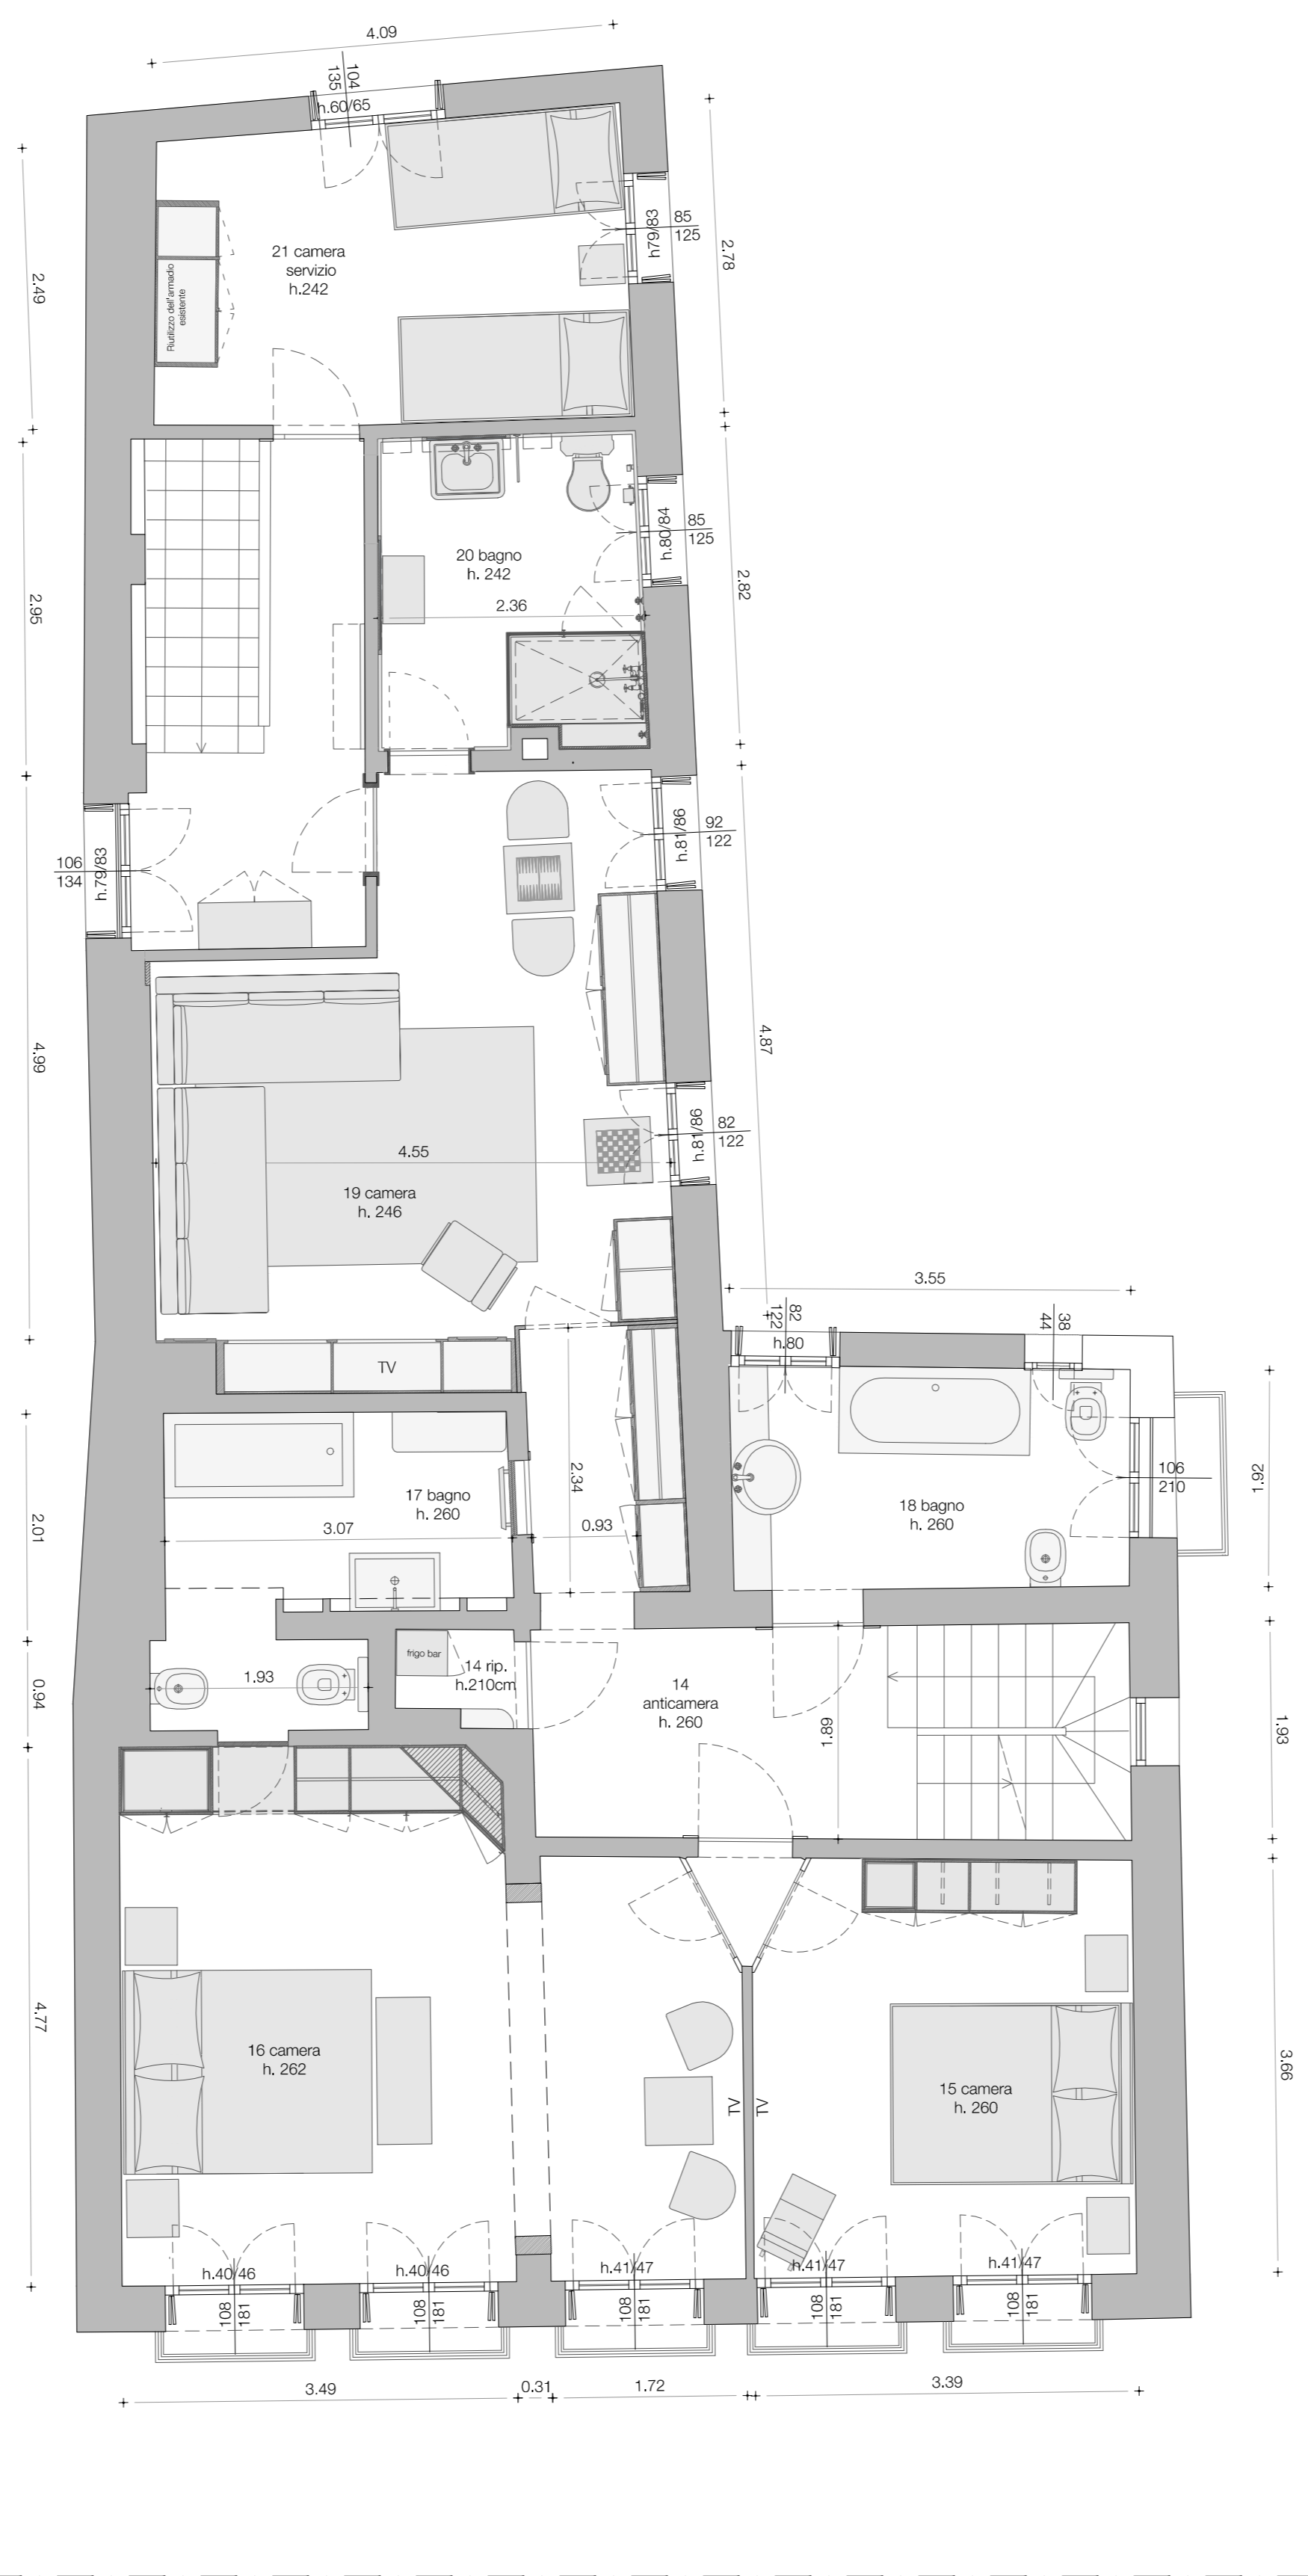 4.09
104
135
h.60/65
85
125
h79/83
2.78
21 camera
servizio
h.242
2.49
Riutilizzo dell'armadio
esistente
85
125
h.80/84
20 bagno
h. 242
2.36
2.82
2.95
92
122
h.81/86
106
134
h.79/83
4.99
4.87
82
122
h.81/86
4.55
19 camera
h. 246
3.55
82
122
h.80
38
44
TV
2.34
17 bagno
h. 260
3.07
0.93
18 bagno
h. 260
106
210
1.92
2.01
frigo bar
14 rip.
h.210cm
14
anticamera
h. 260
1.93
0.94
1.89
1.93
4.77
16 camera
h. 262
TV
TV
15 camera
h. 260
3.66
h.40/46
h.40/46
h.41/47
h.41/47
h.41/47
108
181
108
181
108
181
108
181
108
181
3.49
0.31
1.72
3.39